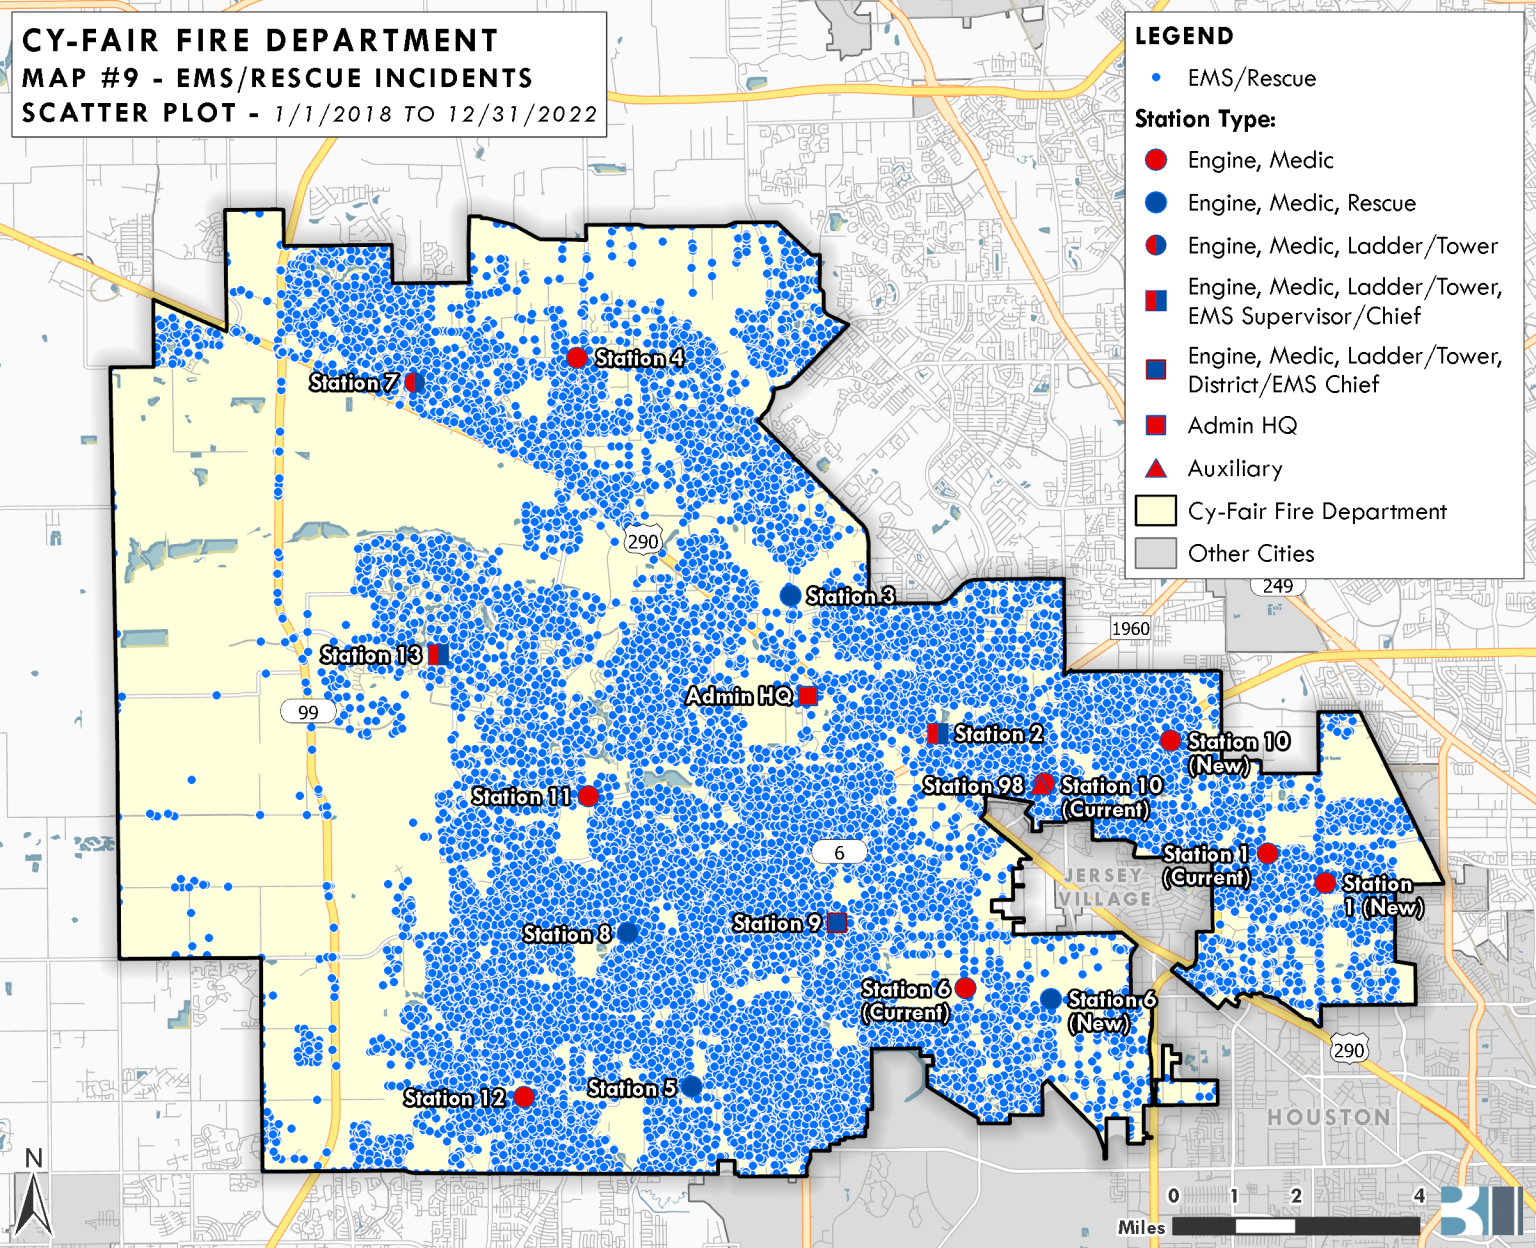 CY-FAIR FIRE DEPARTMENT
MAP #9 - EMS/RESCUE INCIDENTS
SCATTER PLOT - 1/1/2018 TO 12/31/2022
LEGEND
EMS/Rescue
Station Type:
Engine, Medic
Engine, Medic, Rescue
Engine, Medic, Ladder/Tower
Engine, Medic, Ladder/Tower,
EMS Supervisor/Chief
Engine, Medic, Ladder/Tower,
District/EMS Chief
Admin HQ
Auxiliary
Cy-Fair Fire Department
Other Cities
Station 4
Station 7
290
249
Station 3
1960
Station 13
Admin HQ
99
Station 2
Station 10
(New)
Station 98
Station 10
(Current)
Station 11
6
Station 1
(Current)
JERSEY
VILLAGE
Station
1 (New)
Station 9
Station 8
Station 6
(Current)
Station 6
(New)
290
Station 5
Station 12
HOUSTON
N
0 1 2 4
Miles